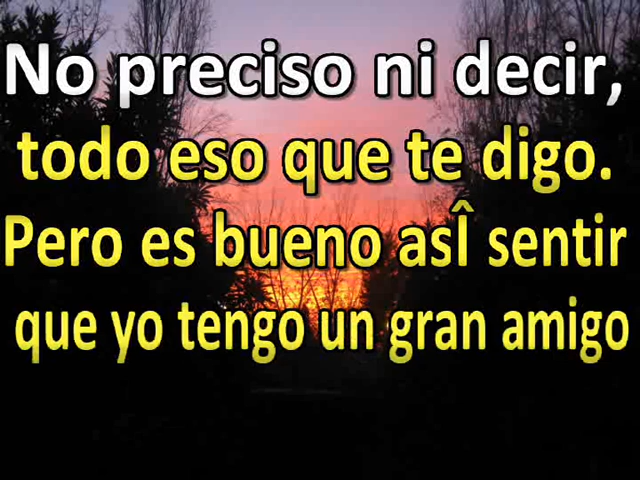 No preciso ni decir,
todo eso que te digo.
Pero es bueno asÎ sentir
que yo tengo un gran amigo